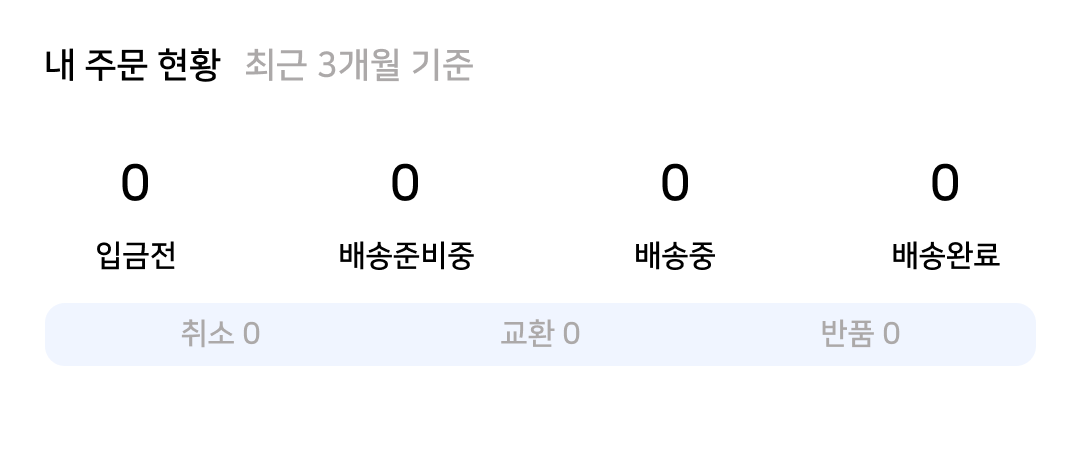 내 주문 현황 최근 3개월 기준
0 0 0 0
입금전 배송준비중 배송중 배송완료
취소 0 교환 0 반품 0